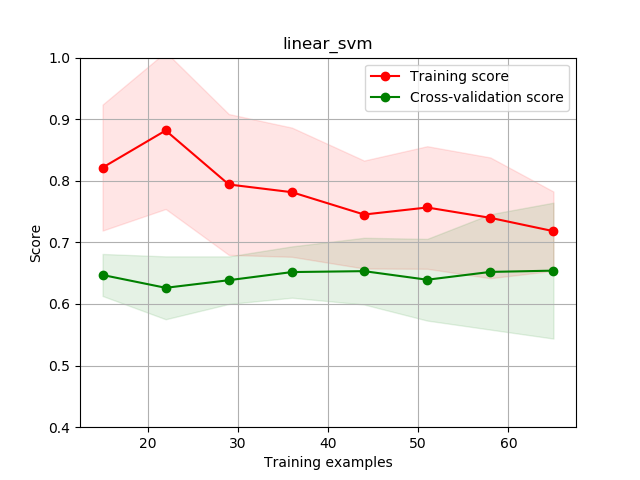 linear_svm
Training score
Cross-validation score
1.0
0.9
0.8
0.7
0.6
0.5
0.4
Score
20 30 40 50 60
Training examples